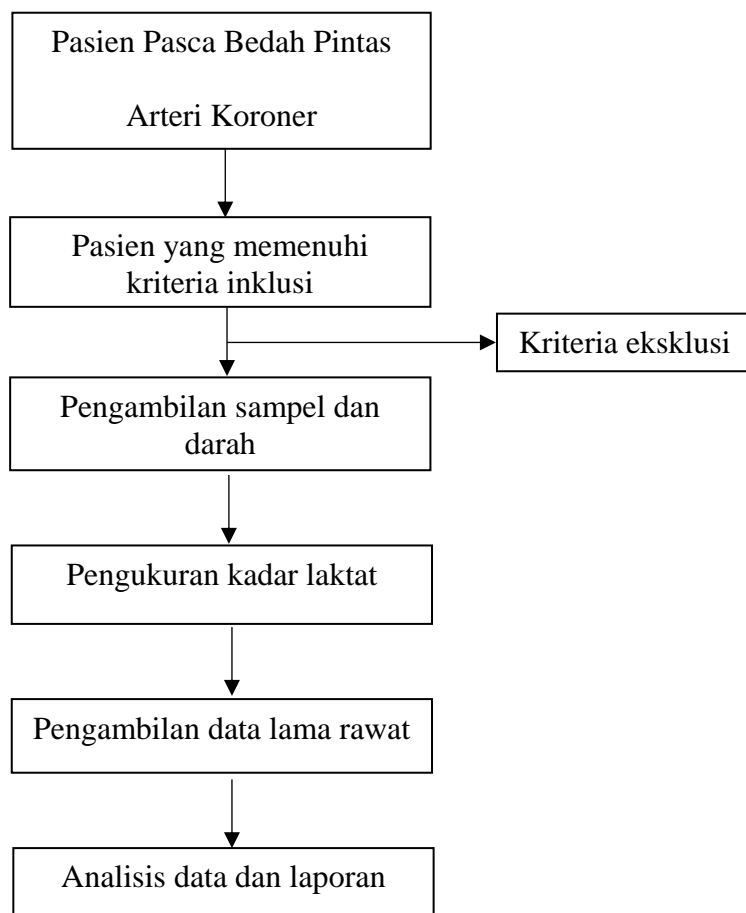 Pasien Pasca Bedah Pintas
Arteri Koroner
Pasien yang memenuhi
kriteria inklusi
Kriteria eksklusi
Pengambilan sampel dan
darah
Pengukuran kadar laktat
Pengambilan data lama rawat
Analisis data dan laporan